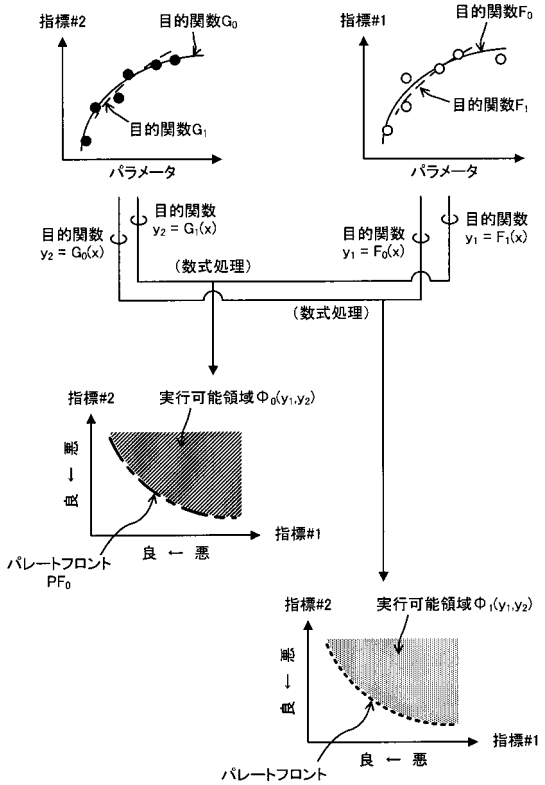 指標#2
目的関数G₀
目的関数G₁
パラメータ
指標#1
目的関数F₀
目的関数F₁
パラメータ
目的関数
y₂ = G₀(x)
目的関数
y₂ = G₁(x)
目的関数
y₁ = F₀(x)
目的関数
y₁ = F₁(x)
(数式処理)
(数式処理)
指標#2
実行可能領域Φ₀(y₁,y₂)
良 ← 悪
指標#1
良 ← 悪
パレートフロント
PF₀
指標#2
実行可能領域Φ₁(y₁,y₂)
良 ← 悪
指標#1
良 ← 悪
パレートフロント